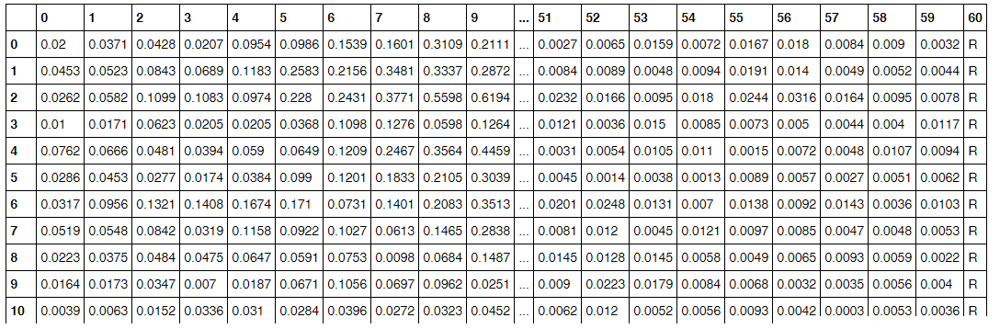 0 1 2 3 4 5 6 7 8 9 ... 51 52 53 54 55 56 57 58 59 60
0 0.02 0.0371 0.0428 0.0207 0.0954 0.0986 0.1539 0.1601 0.3109 0.2111 ... 0.0027 0.0065 0.0159 0.0072 0.0167 0.018 0.0084 0.009 0.0032 R
1 0.0453 0.0523 0.0843 0.0689 0.1183 0.2583 0.2156 0.3481 0.3337 0.2872 ... 0.0084 0.0089 0.0048 0.0094 0.0191 0.014 0.0049 0.0052 0.0044 R
2 0.0262 0.0582 0.1099 0.1083 0.0974 0.228 0.2431 0.3771 0.5598 0.6194 ... 0.0232 0.0166 0.0095 0.018 0.0244 0.0316 0.0164 0.0095 0.0078 R
3 0.01 0.0171 0.0623 0.0205 0.0205 0.0368 0.1098 0.1276 0.0598 0.1264 ... 0.0121 0.0036 0.015 0.0085 0.0073 0.005 0.0044 0.004 0.0117 R
4 0.0762 0.0666 0.0481 0.0394 0.059 0.0649 0.1209 0.2467 0.3564 0.4459 ... 0.0031 0.0054 0.0105 0.011 0.0015 0.0072 0.0048 0.0107 0.0094 R
5 0.0286 0.0453 0.0277 0.0174 0.0384 0.099 0.1201 0.1833 0.2105 0.3039 ... 0.0045 0.0014 0.0038 0.0013 0.0089 0.0057 0.0027 0.0051 0.0062 R
6 0.0317 0.0956 0.1321 0.1408 0.1674 0.171 0.0731 0.1401 0.2083 0.3513 ... 0.0201 0.0248 0.0131 0.007 0.0138 0.0092 0.0143 0.0036 0.0103 R
7 0.0519 0.0548 0.0842 0.0319 0.1158 0.0922 0.1027 0.0613 0.1465 0.2838 ... 0.0081 0.012 0.0045 0.0121 0.0097 0.0085 0.0047 0.0048 0.0053 R
8 0.0223 0.0375 0.0484 0.0475 0.0647 0.0591 0.0753 0.0098 0.0684 0.1487 ... 0.0145 0.0128 0.0145 0.0058 0.0049 0.0065 0.0093 0.0059 0.0022 R
9 0.0164 0.0173 0.0347 0.007 0.0187 0.0671 0.1056 0.0697 0.0962 0.0251 ... 0.009 0.0223 0.0179 0.0084 0.0068 0.0032 0.0035 0.0056 0.004 R
10 0.0039 0.0063 0.0152 0.0336 0.031 0.0284 0.0396 0.0272 0.0323 0.0452 ... 0.0062 0.012 0.0052 0.0056 0.0093 0.0042 0.0003 0.0053 0.0036 R